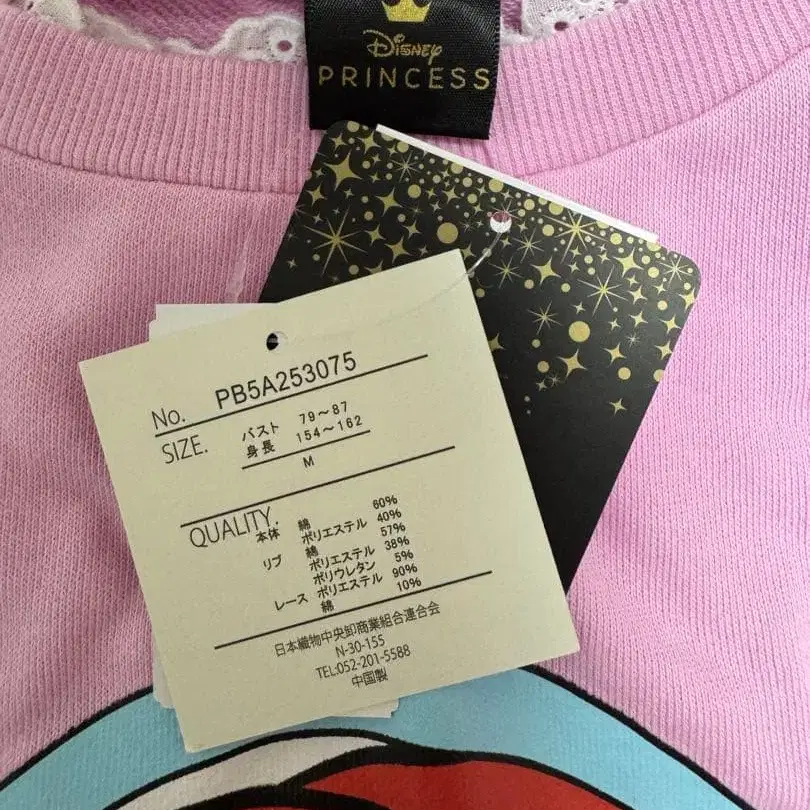 Disney
PRINCESS
No. PB5A253075
SIZE. バスト 79～87
身長 154～162
M
QUALITY.
本体 綿 60%
ポリエステル 40%
リブ 綿 57%
ポリエステル 38%
ポリウレタン 5%
レース ポリエステル 90%
綿 10%
日本織物中央卸商業組合連合会
N-30-155
TEL:052-201-5588
中国製